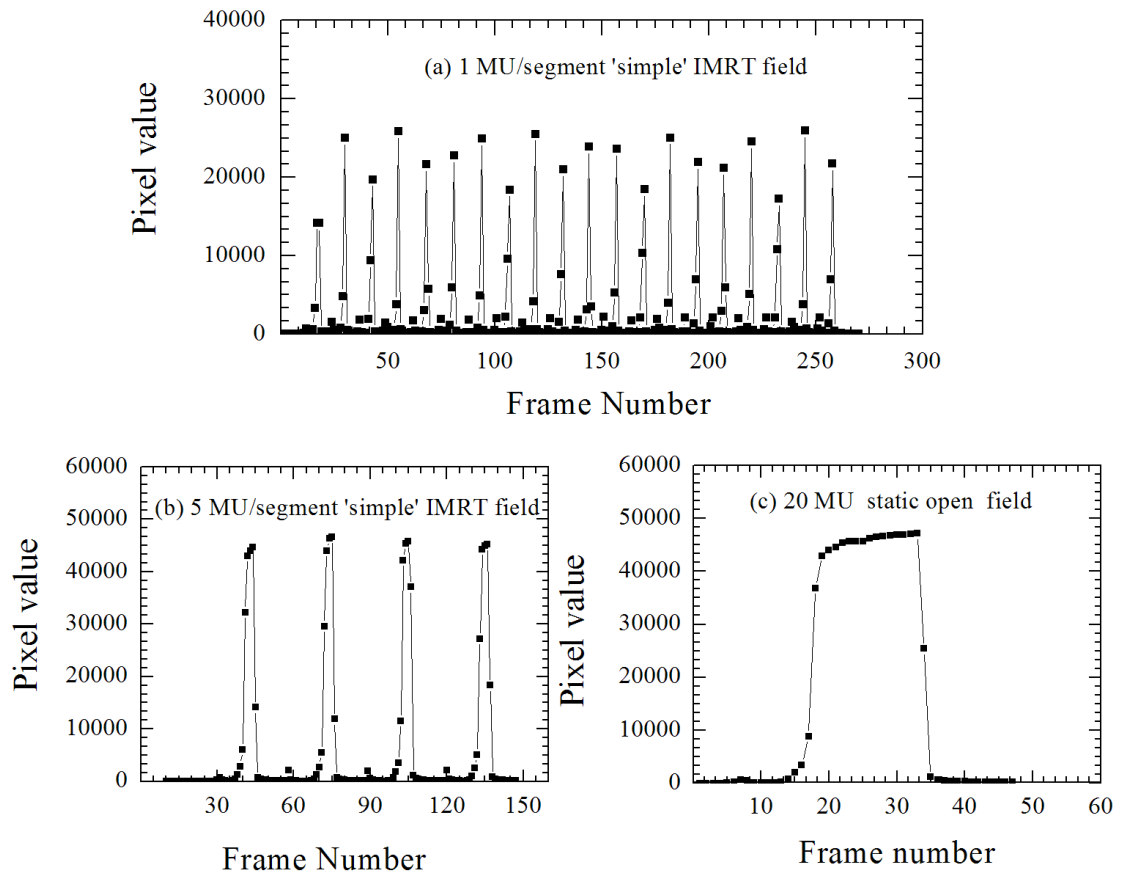 40000
30000
20000
10000
0
Pixel value
(a) 1 MU/segment 'simple' IMRT field
50 100 150 200 250 300
Frame Number
60000
50000
40000
30000
20000
10000
0
Pixel value
(b) 5 MU/segment 'simple' IMRT field
30 60 90 120 150
Frame Number
60000
50000
40000
30000
20000
10000
0
Pixel value
(c) 20 MU static open field
10 20 30 40 50 60
Frame number